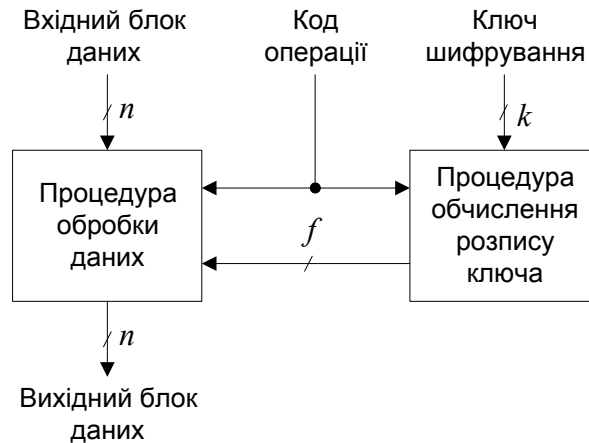 Вхідний блок
даних
Код
операції
Ключ
шифрування
n
k
Процедура
обробки
даних
f
Процедура
обчислення
розпису
ключа
n
Вихідний блок
даних